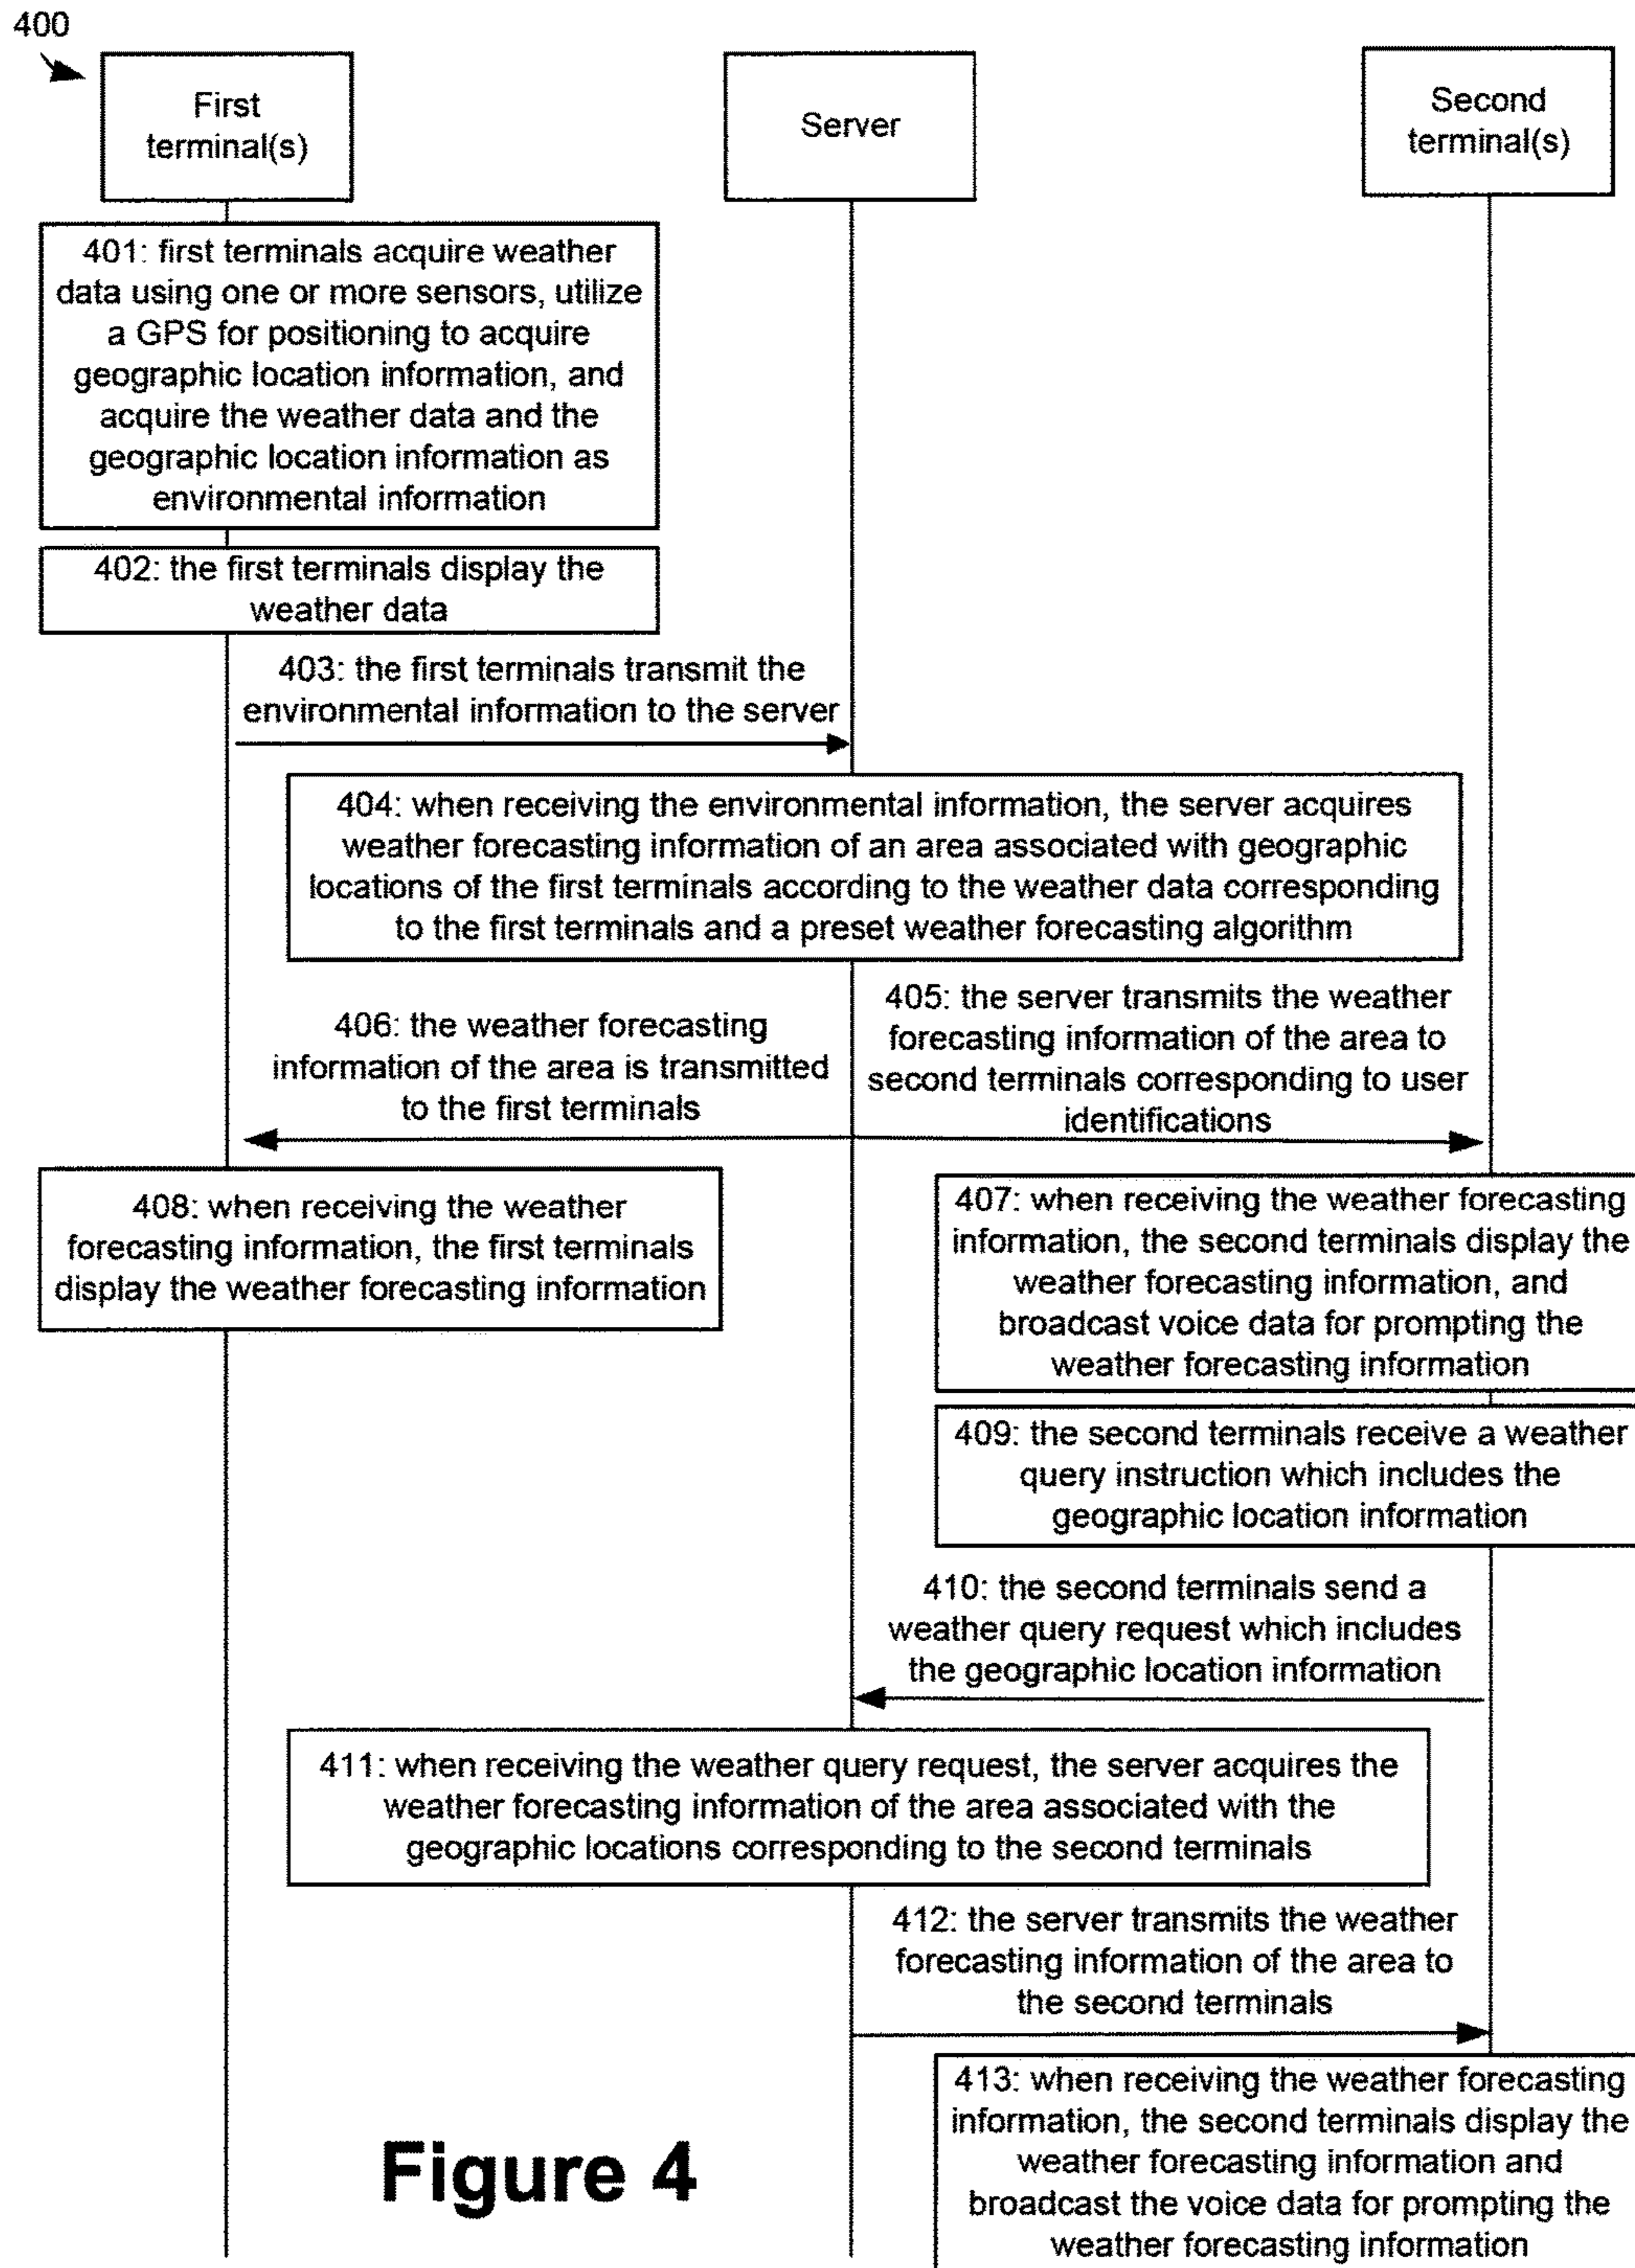 400
First
terminal(s)
Server
Second
terminal(s)
401: first terminals acquire weather
data using one or more sensors, utilize
a GPS for positioning to acquire
geographic location information, and
acquire the weather data and the
geographic location information as
environmental information
402: the first terminals display the
weather data
403: the first terminals transmit the
environmental information to the server
404: when receiving the environmental information, the server acquires
weather forecasting information of an area associated with geographic
locations of the first terminals according to the weather data corresponding
to the first terminals and a preset weather forecasting algorithm
405: the server transmits the weather
forecasting information of the area to
second terminals corresponding to user
identifications
406: the weather forecasting
information of the area is transmitted
to the first terminals
407: when receiving the weather forecasting
information, the second terminals display the
weather forecasting information, and
broadcast voice data for prompting the
weather forecasting information
408: when receiving the weather
forecasting information, the first terminals
display the weather forecasting information
409: the second terminals receive a weather
query instruction which includes the
geographic location information
410: the second terminals send a
weather query request which includes
the geographic location information
411: when receiving the weather query request, the server acquires the
weather forecasting information of the area associated with the
geographic locations corresponding to the second terminals
412: the server transmits the weather
forecasting information of the area to
the second terminals
413: when receiving the weather forecasting
information, the second terminals display the
weather forecasting information and
broadcast the voice data for prompting the
weather forecasting information
Figure 4